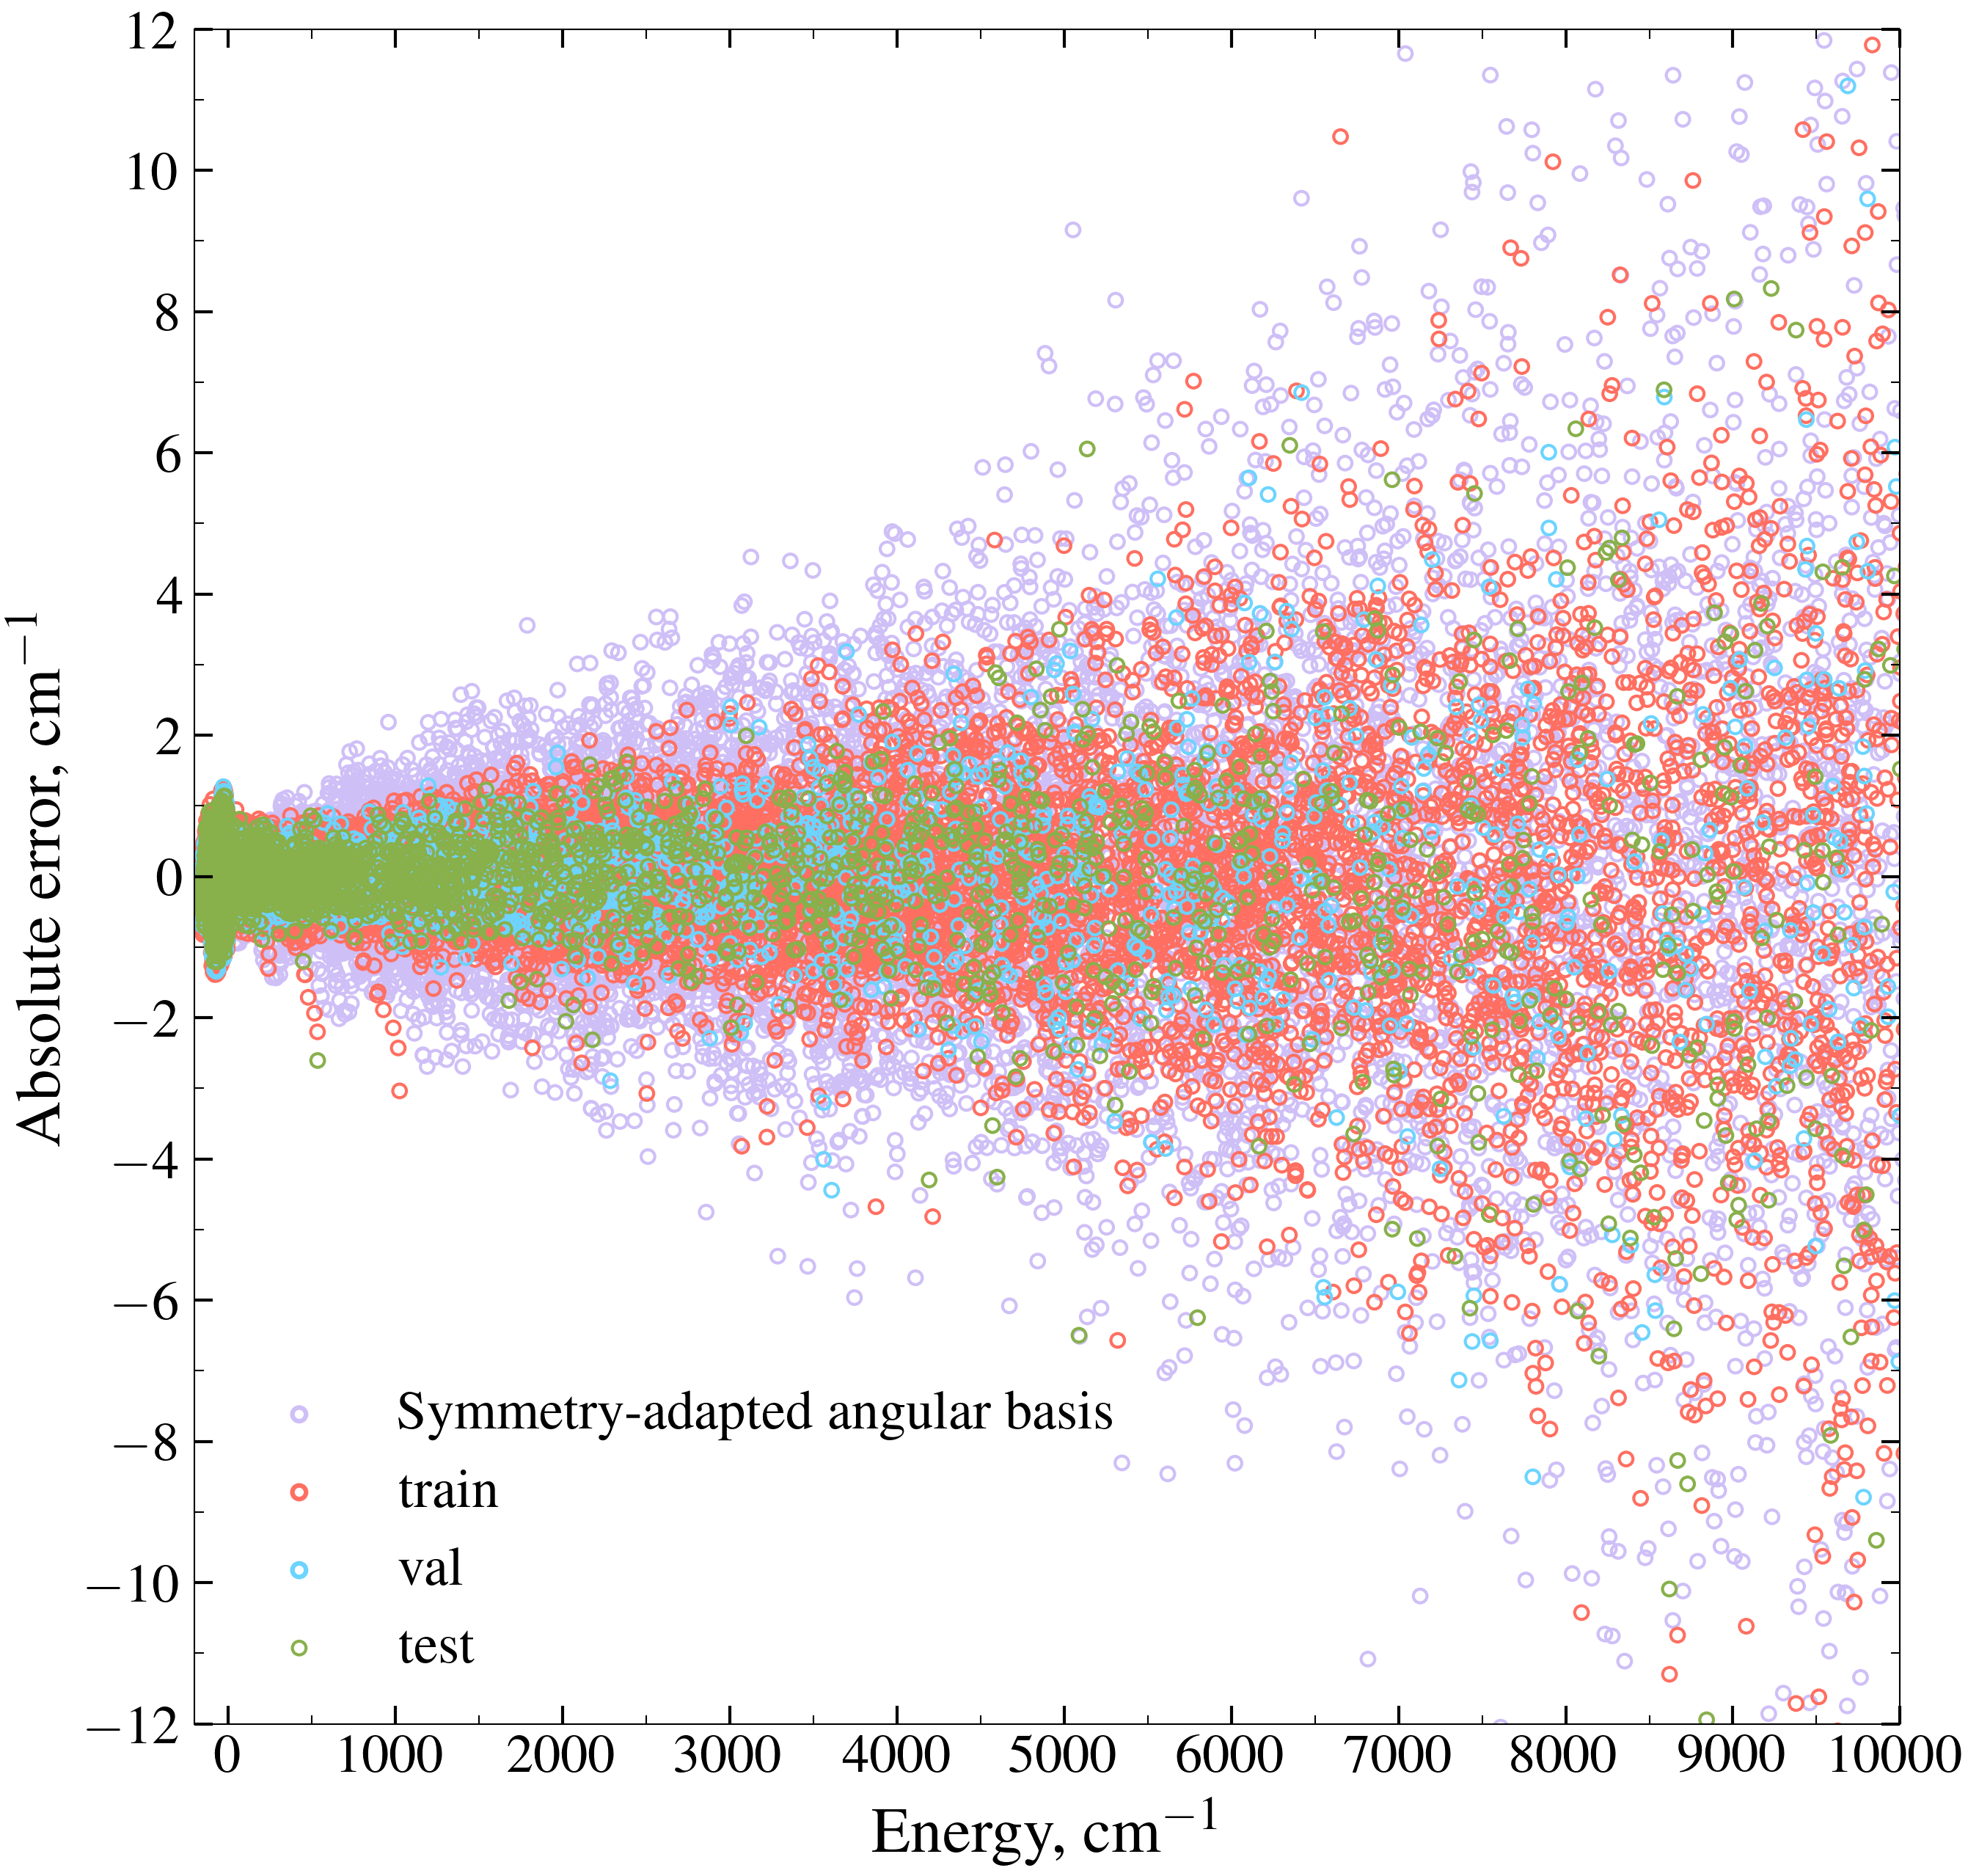 12
10
8
6
4
2
0
−2
−4
−6
−8
−10
−12
Absolute error, cm−1
Symmetry-adapted angular basis
train
val
test
0 1000 2000 3000 4000 5000 6000 7000 8000 9000 10000
Energy, cm−1